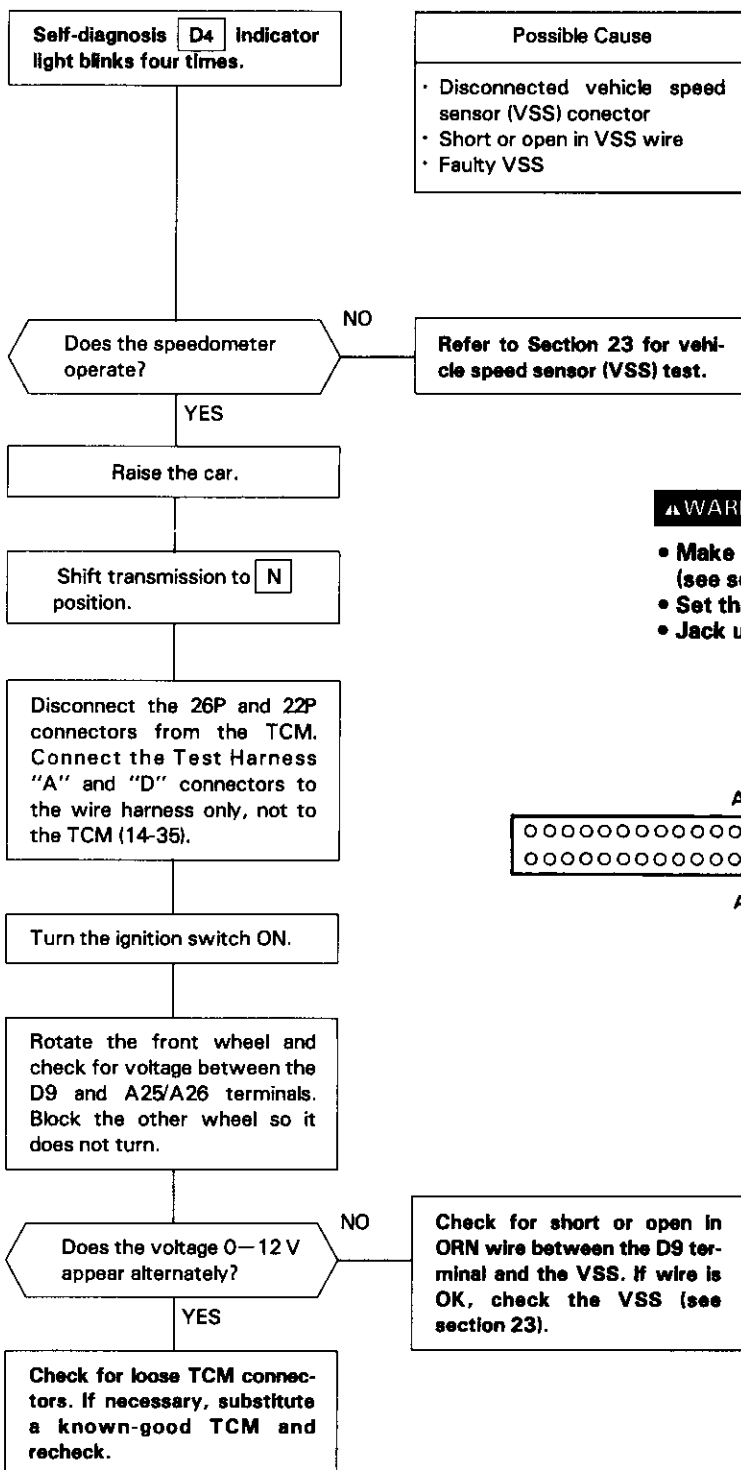 Self-diagnosis D4 Indicator
light blinks four times.
Possible Cause
· Disconnected vehicle speed
sensor (VSS) conector
· Short or open in VSS wire
· Faulty VSS
Does the speedometer
operate?
NO
Refer to Section 23 for vehi-
cle speed sensor (VSS) test.
YES
Raise the car.
Shift transmission to N
position.
• Make
• Set
• Jack
Disconnect the 26P and 22P
connectors from the TCM.
Connect the Test Harness
"A" and "D" connectors to
the wire harness only, not to
the TCM (14-35).
Turn the ignition switch ON.
Rotate the front wheel and
check for voltage between the
D9 and A25/A26 terminals.
Block the other wheel so it
does not turn.
Does the voltage 0—12 V
appear alternately?
NO
Check for short or open in
ORN wire between the D9 ter-
minal and the VSS. If wire is
OK, check the VSS (see
section 23).
YES
Check for loose TCM connec-
tors. If necessary, substitute
a known-good TCM and
recheck.